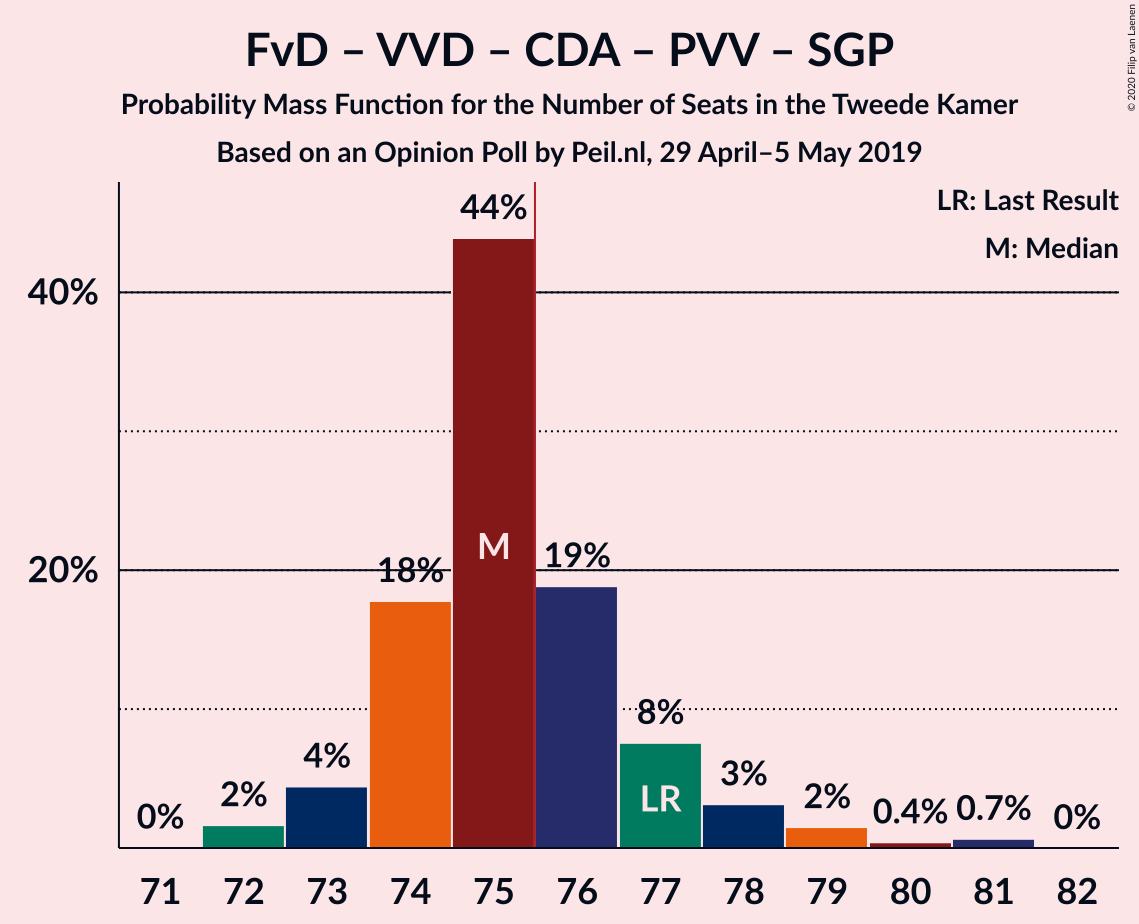 FvD – VVD – CDA – PVV – SGP
Probability Mass Function for the Number of Seats in the Tweede Kamer
Based on an Opinion Poll by Peil.nl, 29 April–5 May 2019
© 2020 Filip van Laenen
LR: Last Result
M: Median
40%
20%
0%
2%
4%
18%
44%
19%
8%
3%
2%
0.4%
0.7%
0%
M
LR
71 72 73 74 75 76 77 78 79 80 81 82